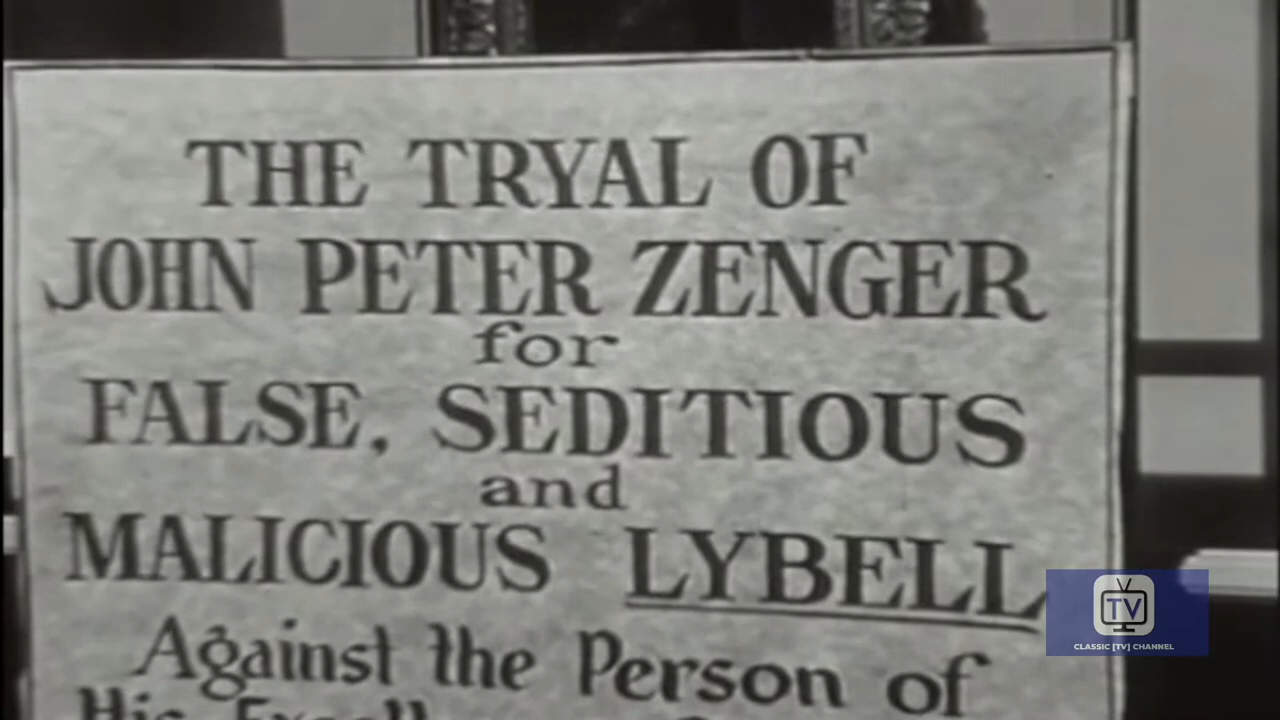 THE TRYAL OF
JOHN PETER ZENGER
for
FALSE, SEDITIOUS
and
MALICIOUS LYBELL
Against the Person of
His
TV
CLASSIC [TV] CHANNEL